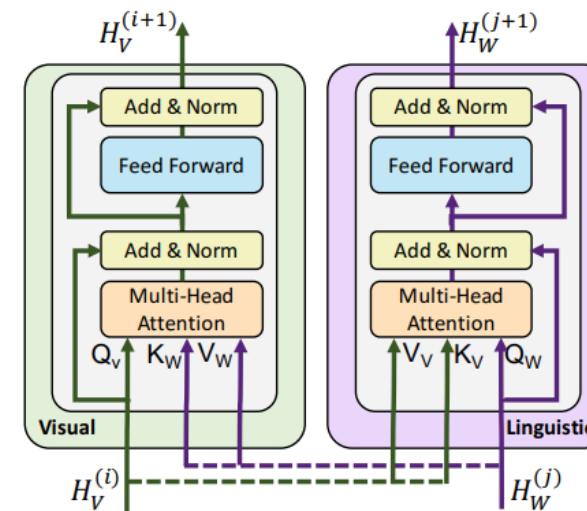 H_V^{(i+1)} H_W^{(j+1)}
Add & Norm Add & Norm
Feed Forward Feed Forward
Add & Norm Add & Norm
Multi-Head Multi-Head
Attention Attention
Q_v K_W V_W V_V K_V Q_W
Visual Linguistic
H_V^{(i)} H_W^{(j)}